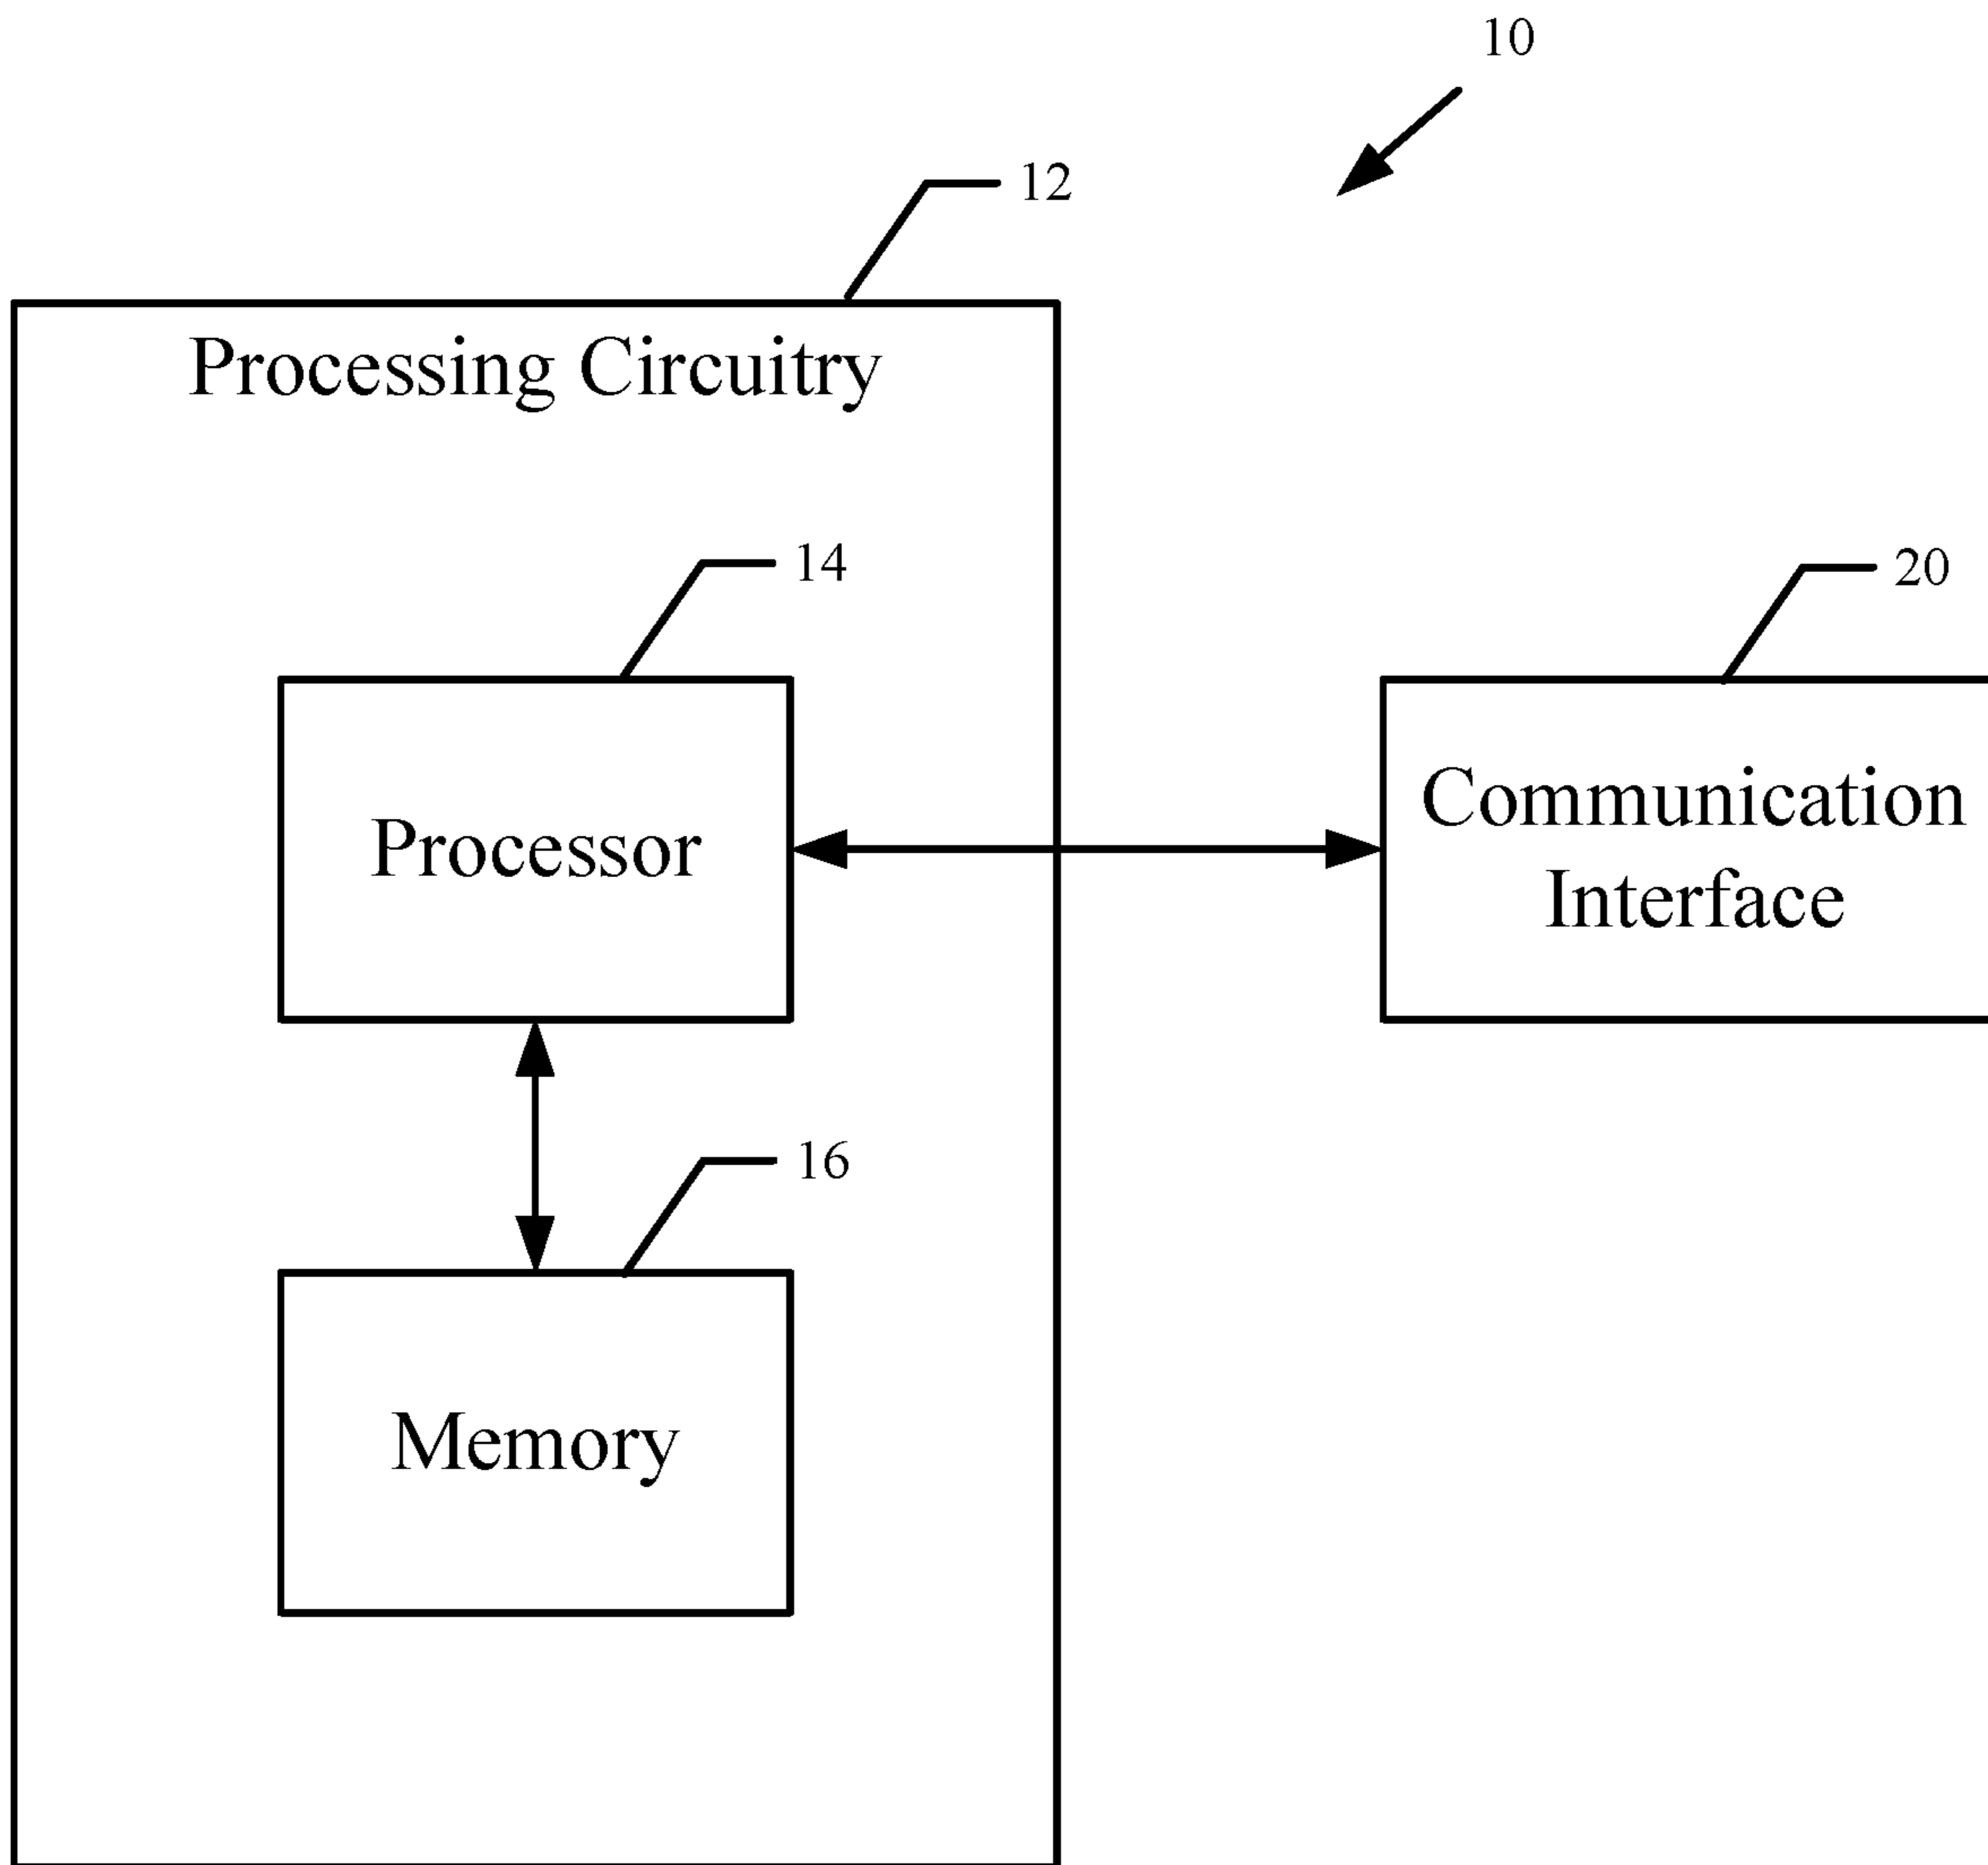 10
12
Processing Circuitry
14
20
Processor
Communication
Interface
16
Memory